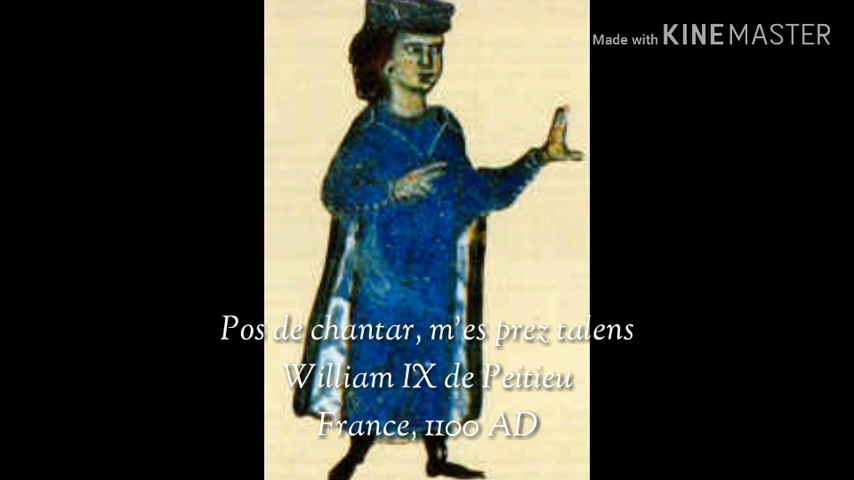 Made with KINEMASTER
Pos de chantar, m'es prez talens
William IX de Peitieu
France, 1100 AD